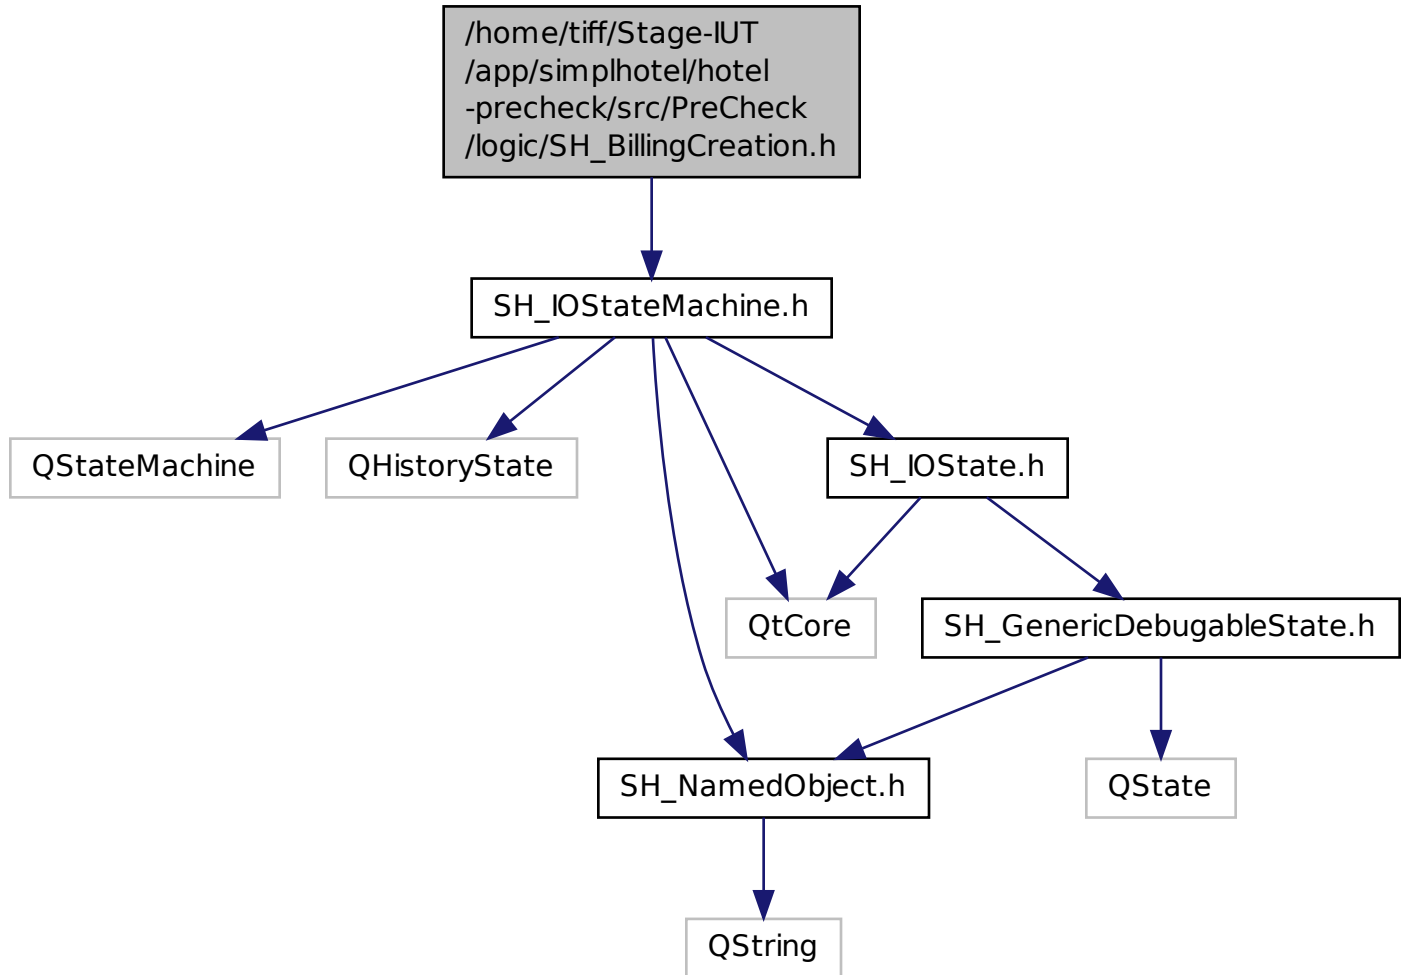 /home/tiff/Stage-IUT
/app/simplhotel/hotel
-precheck/src/PreCheck
/logic/SH_BillingCreation.h
SH_IOStateMachine.h
QStateMachine
QHistoryState
SH_IOState.h
QtCore
SH_GenericDebugableState.h
SH_NamedObject.h
QState
QString